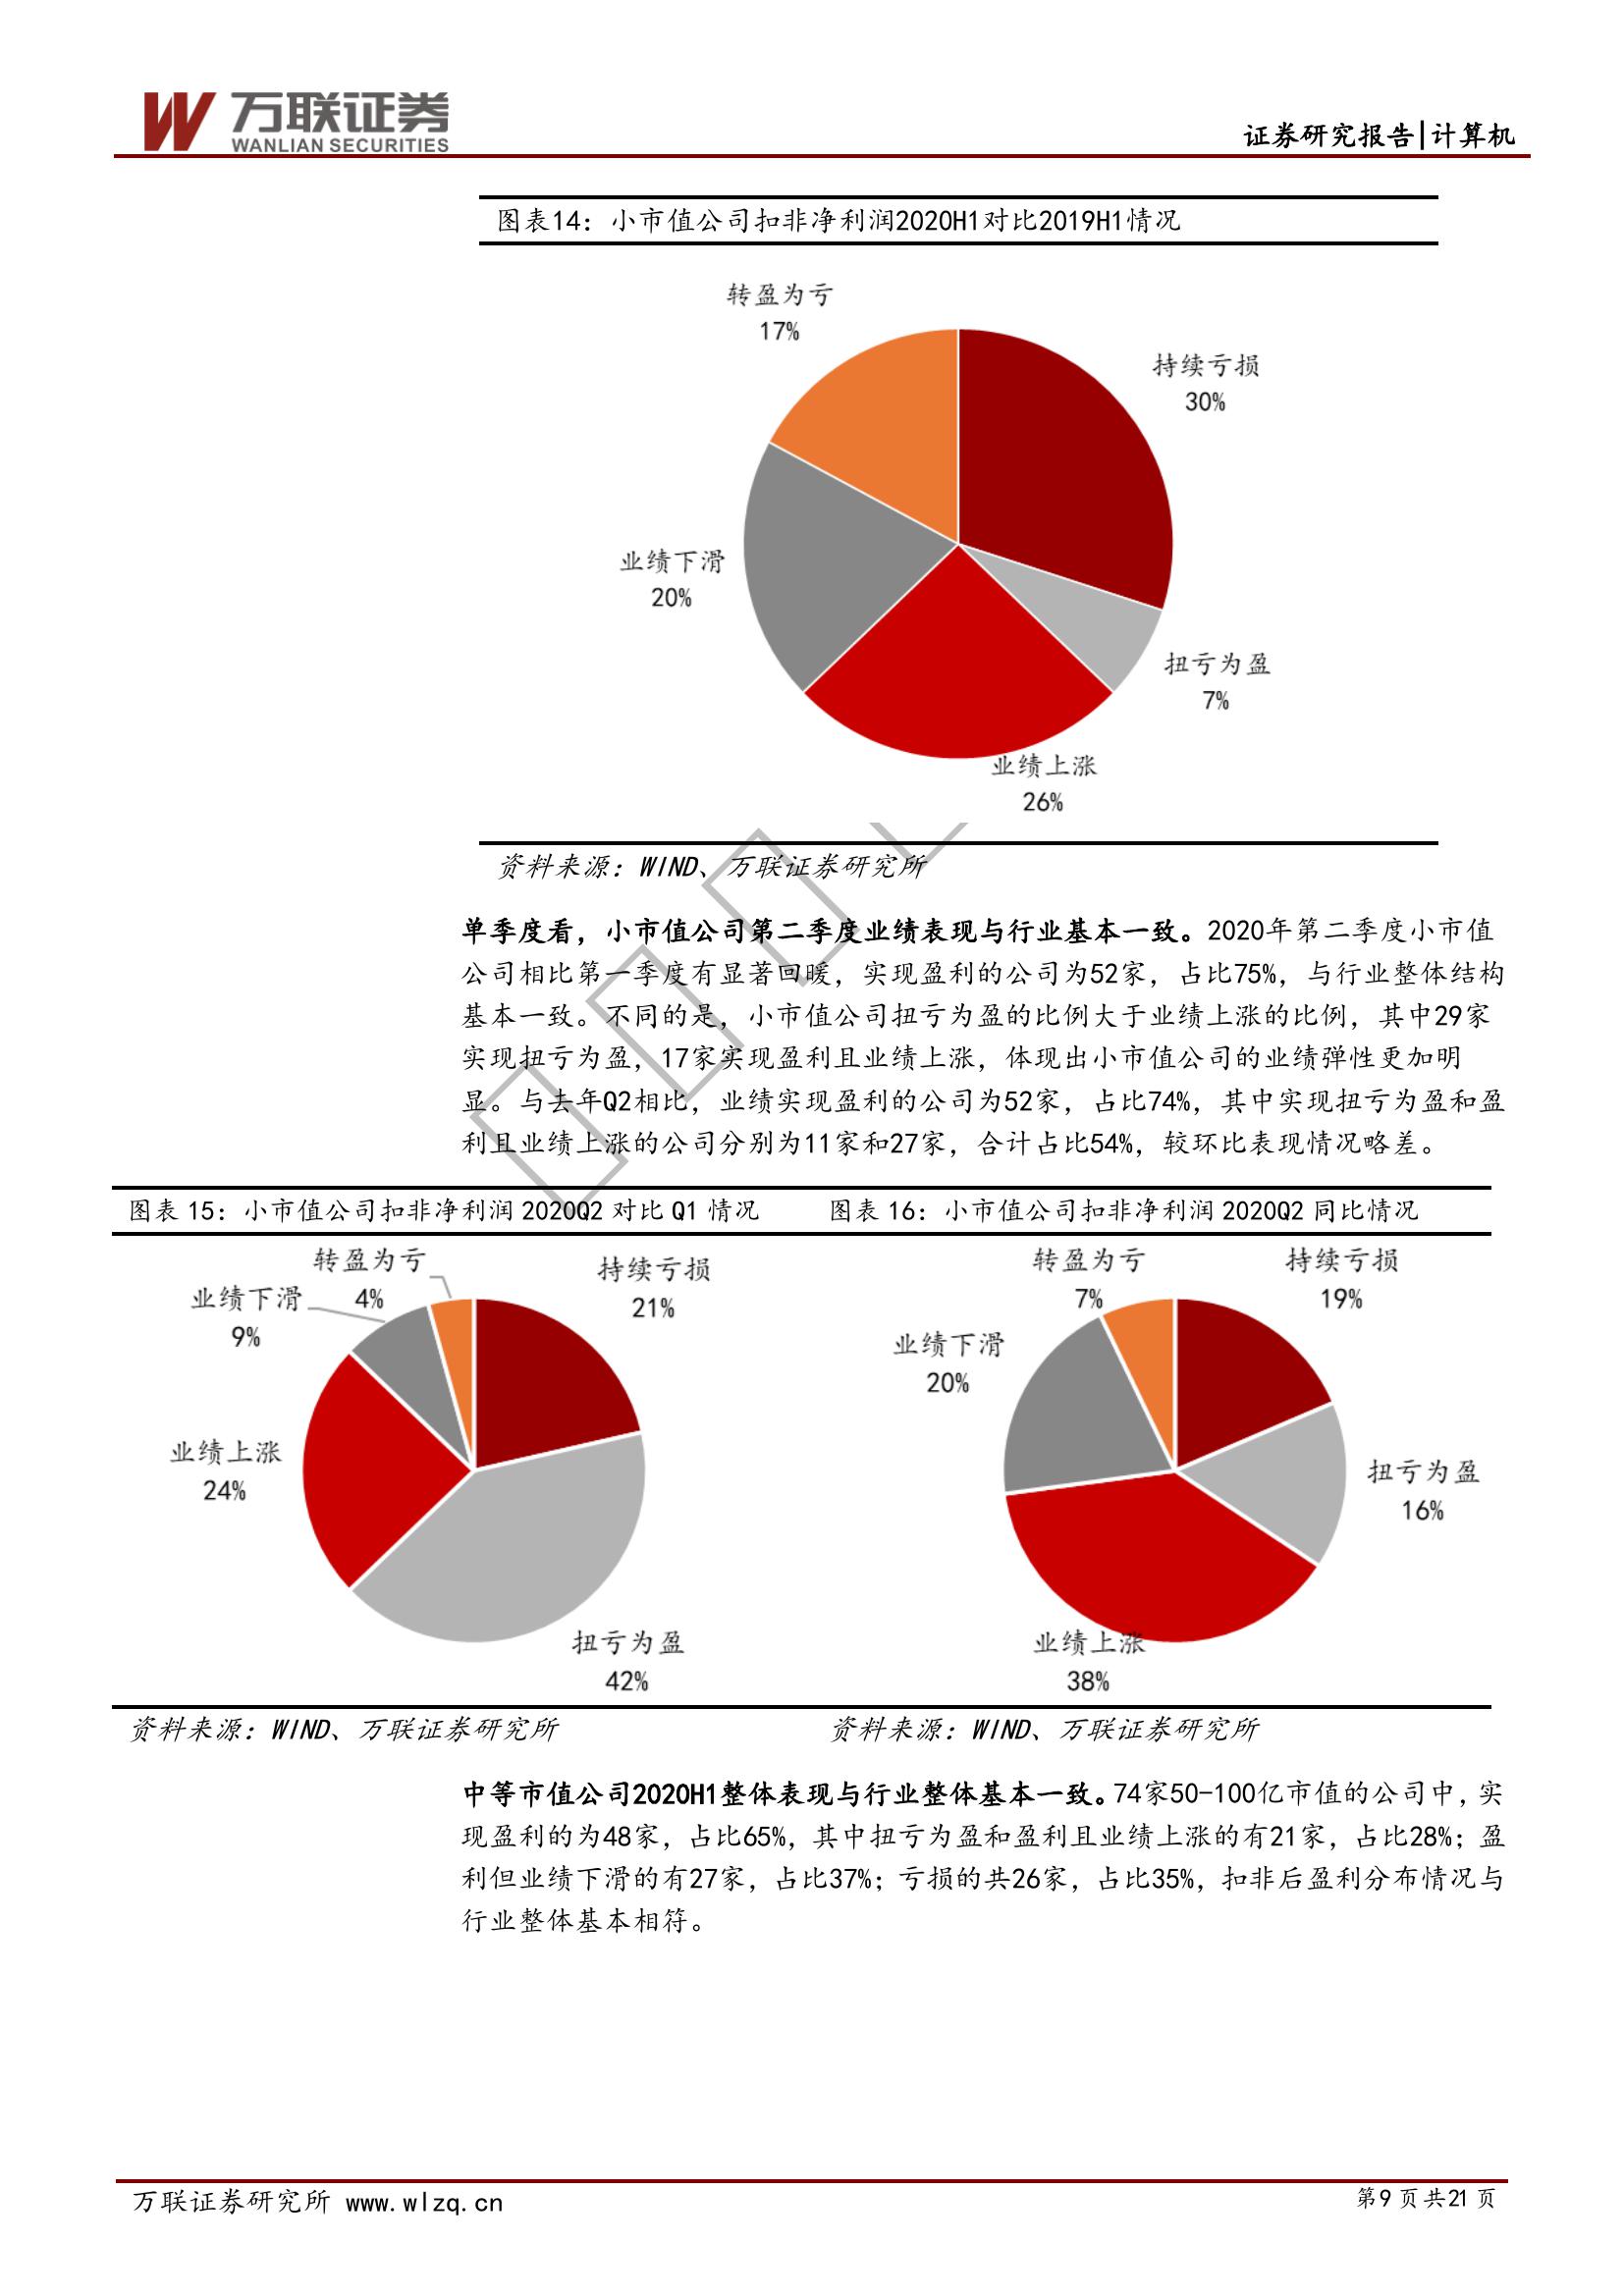 万联证券
WANLIAN SECURITIES
证券研究报告|计算机
图表14：小市值公司扣非净利润2020H1对比2019H1情况
转盈为亏
17%
持续亏损
30%
业绩下滑
20%
扭亏为盈
7%
业绩上涨
26%
资料来源：WIND、万联证券研究所
单季度看，小市值公司第二季度业绩表现与行业基本一致。2020年第二季度小市值
公司相比第一季度有显著回暖，实现盈利的公司为52家，占比75%，与行业整体结构
基本一致。不同的是，小市值公司扭亏为盈的比例大于业绩上涨的比例，其中29家
实现扭亏为盈，17家实现盈利且业绩上涨，体现出小市值公司的业绩弹性更加明
显。与去年Q2相比，业绩实现盈利的公司为52家，占比74%，其中实现扭亏为盈和盈
利且业绩上涨的公司分别为11家和27家，合计占比54%，较环比表现情况略差。
图表 15：小市值公司扣非净利润 2020Q2 对比 Q1 情况
转盈为亏
4%
持续亏损
21%
业绩下滑
9%
业绩上涨
24%
扭亏为盈
42%
资料来源：WIND、万联证券研究所
图表 16：小市值公司扣非净利润 2020Q2 同比情况
转盈为亏
7%
持续亏损
19%
业绩下滑
20%
扭亏为盈
16%
业绩上涨
38%
资料来源：WIND、万联证券研究所
中等市值公司2020H1整体表现与行业整体基本一致。74家50-100亿市值的公司中，实
现盈利的为48家，占比65%，其中扭亏为盈和盈利且业绩上涨的有21家，占比28%；盈
利但业绩下滑的有27家，占比37%；亏损的共26家，占比35%，扣非后盈利分布情况与
行业整体基本相符。
万联证券研究所 www.wlzq.cn
第9 页 共21 页